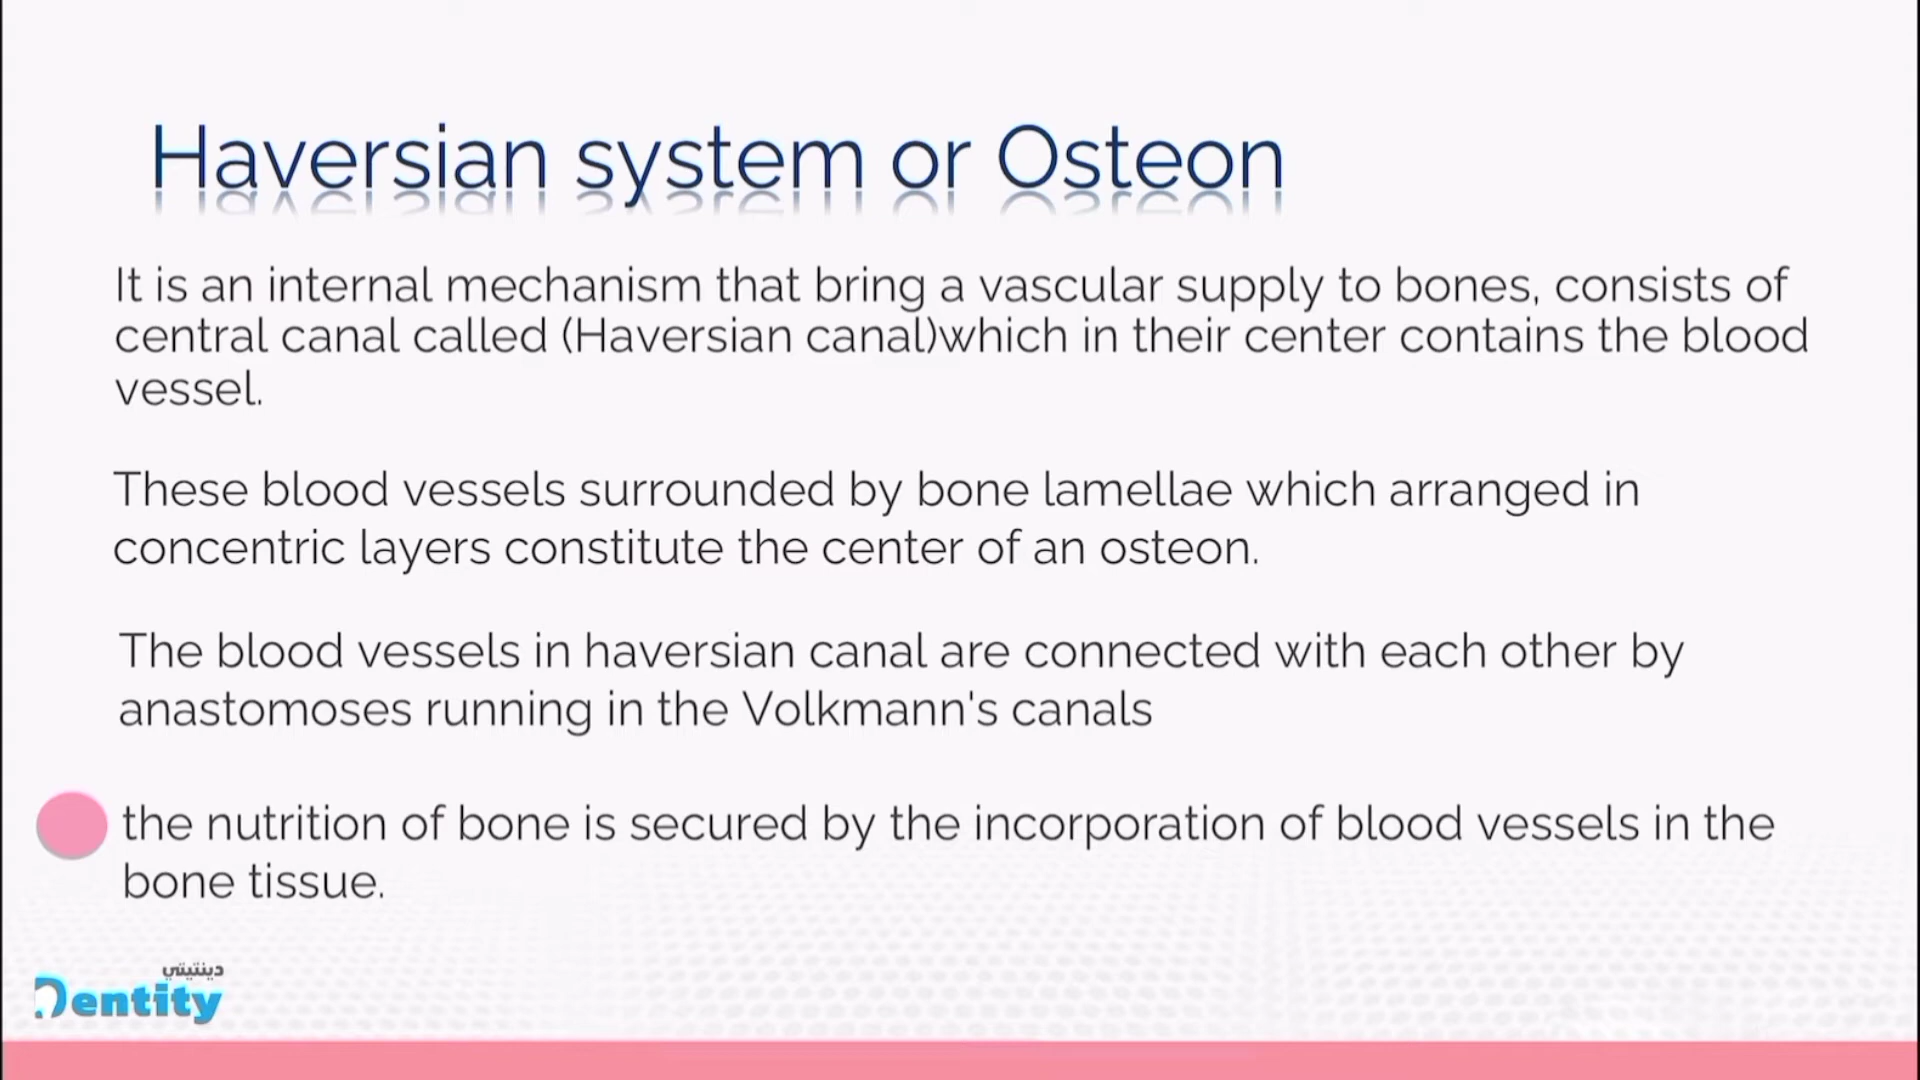 Haversian system or Osteon
It is an internal mechanism that bring a vascular supply to bones, consists of
central canal called (Haversian canal)which in their center contains the blood
vessel.
These blood vessels surrounded by bone lamellae which arranged in
concentric layers constitute the center of an osteon.
The blood vessels in haversian canal are connected with each other by
anastomoses running in the Volkmann's canals
the nutrition of bone is secured by the incorporation of blood vessels in the
bone tissue.
دينتيتي
Dentity